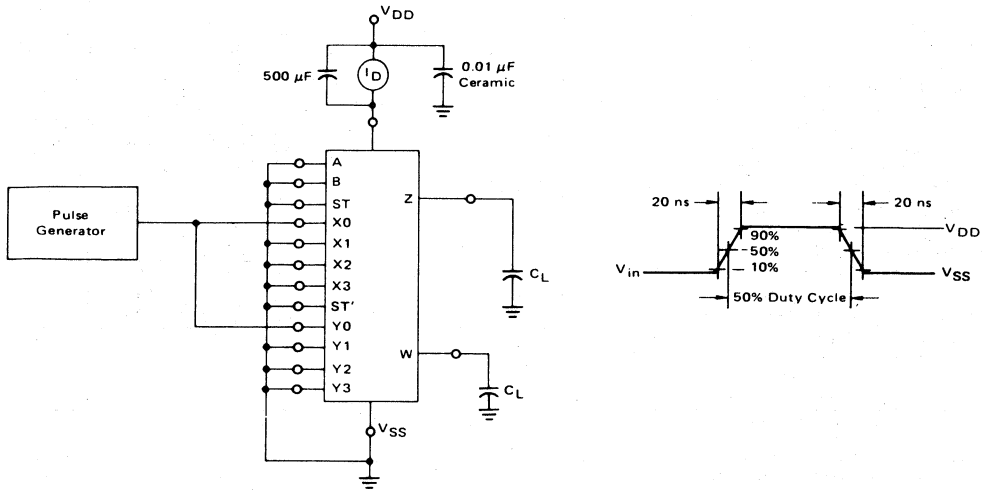 VDD
500 μF
ID
0.01 μF
Ceramic
Pulse
Generator
A
B
ST
X0
X1
X2
X3
ST'
Y0
Y1
Y2
Y3
Z
W
CL
CL
VSS
20 ns
20 ns
90%
50%
10%
VDD
Vin
VSS
50% Duty Cycle